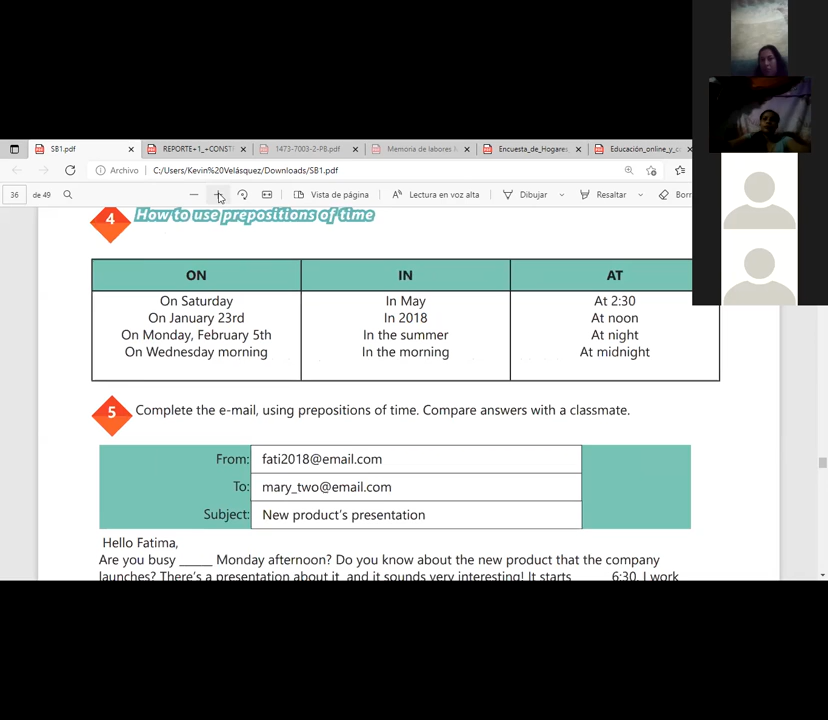 SB1.pdf
REPORTE+1_+CONSTI
1473-7003-2-PB.pdf
Memoria de labores
Encuesta_de_Hogares_
Educación_online_y_c
Archivo
C:/Users/Kevin%20Velásquez/Downloads/SB1.pdf
36 de 49
Vista de página
Lectura en voz alta
Dibujar
Resaltar
Borr
4 How to use prepositions of time
ON IN AT
On Saturday In May At 2:30
On January 23rd In 2018 At noon
On Monday, February 5th In the summer At night
On Wednesday morning In the morning At midnight
5 Complete the e-mail, using prepositions of time. Compare answers with a classmate.
From: fati2018@email.com
To: mary_two@email.com
Subject: New product's presentation
Hello Fatima,
Are you busy _____ Monday afternoon? Do you know about the new product that the company
launches? There's a presentation about it, and it sounds very interesting! It starts 6:30. I work